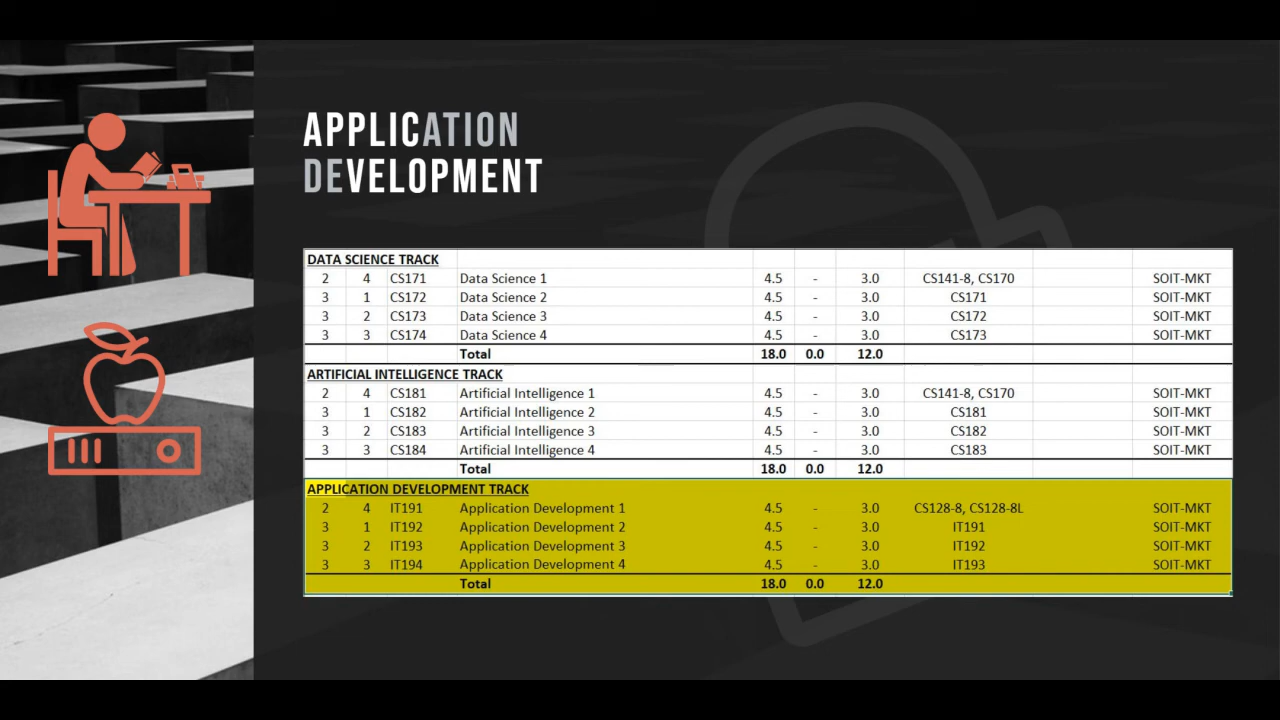 APPLICATION
DEVELOPMENT
DATA SCIENCE TRACK
2 4 CS171 Data Science 1 4.5 - 3.0 CS141-8, CS170 SOIT-MKT
3 1 CS172 Data Science 2 4.5 - 3.0 CS171 SOIT-MKT
3 2 CS173 Data Science 3 4.5 - 3.0 CS172 SOIT-MKT
3 3 CS174 Data Science 4 4.5 - 3.0 CS173 SOIT-MKT
Total 18.0 0.0 12.0
ARTIFICIAL INTELLIGENCE TRACK
2 4 CS181 Artificial Intelligence 1 4.5 - 3.0 CS141-8, CS170 SOIT-MKT
3 1 CS182 Artificial Intelligence 2 4.5 - 3.0 CS181 SOIT-MKT
3 2 CS183 Artificial Intelligence 3 4.5 - 3.0 CS182 SOIT-MKT
3 3 CS184 Artificial Intelligence 4 4.5 - 3.0 CS183 SOIT-MKT
Total 18.0 0.0 12.0
APPLICATION DEVELOPMENT TRACK
2 4 IT191 Application Development 1 4.5 - 3.0 CS128-8, CS128-8L SOIT-MKT
3 1 IT192 Application Development 2 4.5 - 3.0 IT191 SOIT-MKT
3 2 IT193 Application Development 3 4.5 - 3.0 IT192 SOIT-MKT
3 3 IT194 Application Development 4 4.5 - 3.0 IT193 SOIT-MKT
Total 18.0 0.0 12.0